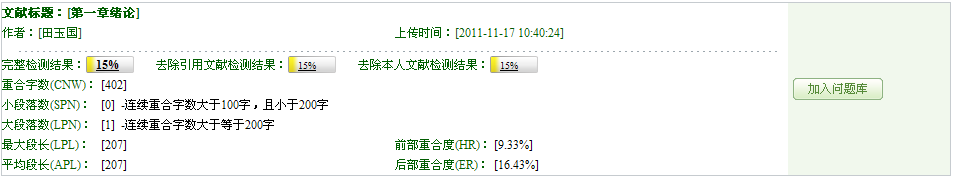 文献标题：[第一章绪论]
作者：[田玉国] 上传时间：[2011-11-17 10:40:24]
完整检测结果：15% 去除引用文献检测结果：15% 去除本人文献检测结果：15%
重合字数(CNW)：[402]
加入问题库
小段落数(SPN)：[0] -连续重合字数大于100字，且小于200字
大段落数(LPN)：[1] -连续重合字数大于等于200字
最大段长(LPL)：[207] 前部重合度(HR)：[9.33%]
平均段长(APL)：[207] 后部重合度(ER)：[16.43%]